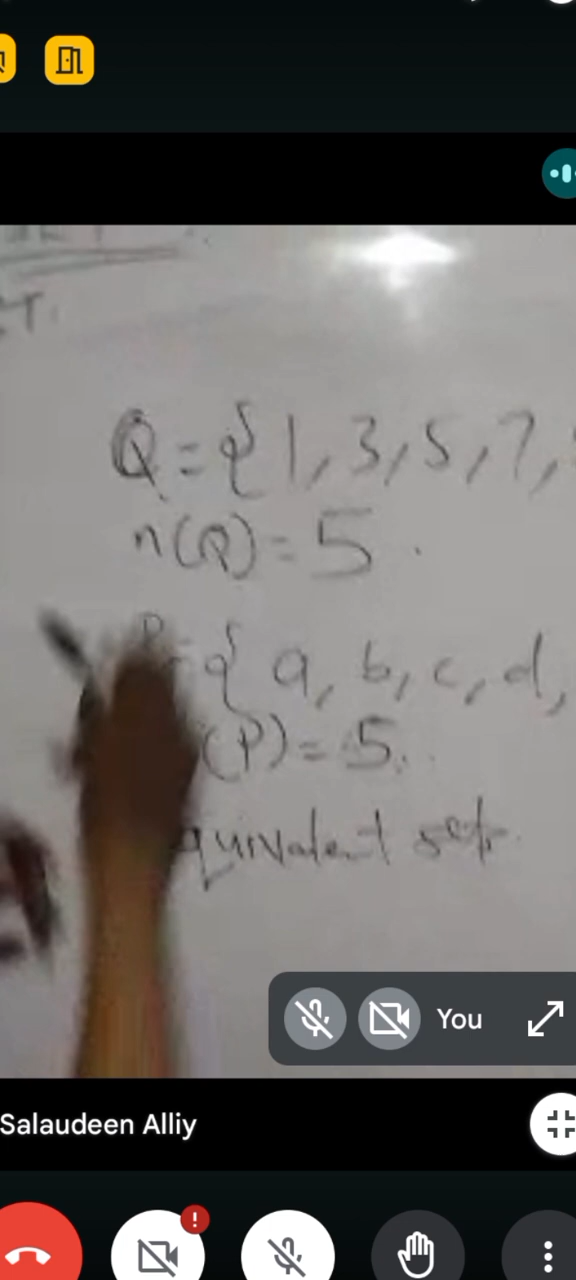 Q = { 1, 3, 5, 7,
n(Q) = 5.
P = { a, b, c, d,
(P) = 5.
quivalent sets.
You
Salaudeen Alliy
!